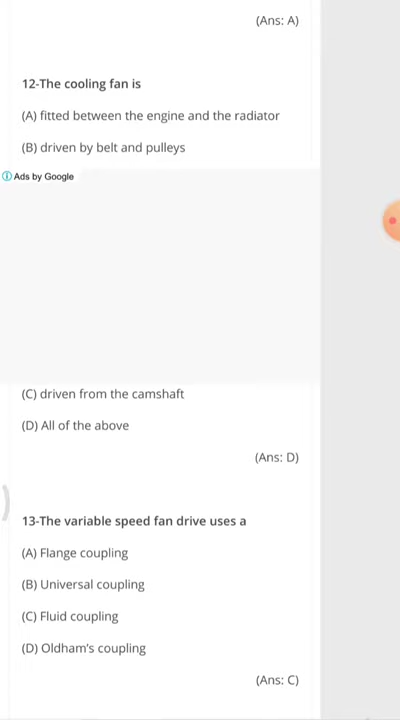 (Ans: A)
12-The cooling fan is
(A) fitted between the engine and the radiator
(B) driven by belt and pulleys
Ads by Google
(C) driven from the camshaft
(D) All of the above
(Ans: D)
13-The variable speed fan drive uses a
(A) Flange coupling
(B) Universal coupling
(C) Fluid coupling
(D) Oldham's coupling
(Ans: C)